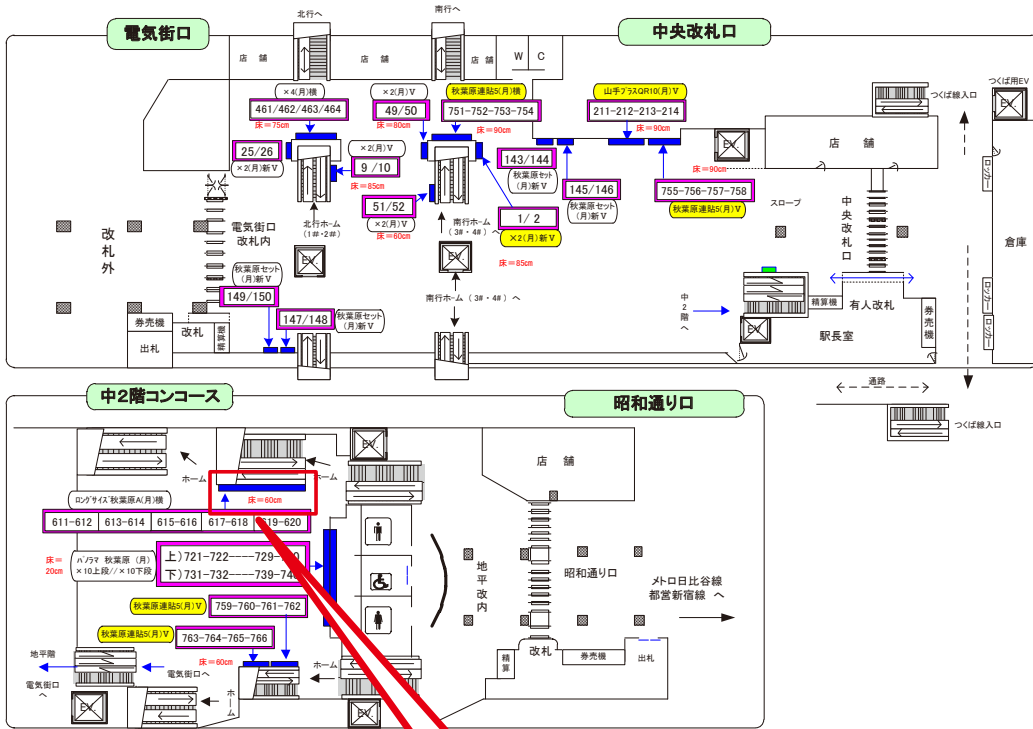 電気街口
北行へ
南行へ
中央改札口
店 舗
店 舗
店 舗
W C
つくば線入口
つくば用EV
EV.
×4(月)横
461/462/463/464
床＝75cm
×2(月)V
49/50
床＝80cm
秋葉原連貼5(月)横
751-752-753-754
床＝90cm
山手プラスQR10(月)V
211-212-213-214
床＝90cm
EV.
店 舗
25/26
×2(月)新V
×2(月)V
9/10
床＝85cm
143/144
秋葉原セット
(月)新V
145/146
秋葉原セット
(月)新V
床＝90cm
755-756-757-758
秋葉原連貼5(月)V
ロッカー
51/52
×2(月)V
床＝60cm
1/2
×2(月)新V
床＝85cm
スロープ
中央改札口
倉庫
改札外
電気街口
改札内
北行ホーム
(1#・2#)
南行ホーム
(3#・4#) へ
EV.
EV.
秋葉原セット
(月)新V
149/150
南行ホーム (3#・4#) へ
147/148
秋葉原セット
(月)新V
中2階へ
精算機
有人改札
EV.
駅長室
券売機
ロッカー
ロッカー
券売機
出札
改札
精算機
通路
つくば線入口
中2階コンコース
昭和通り口
EV.
ホーム
ホーム
店 舗
ロングサイズ秋葉原A(月)横
床＝60cm
611-612 613-614 615-616 617-618 619-620
床＝
20cm
パノラマ 秋葉原 (月)
×10上段//×10下段
上)721-722----729-
下)731-732----739-74
地平改内
昭和通り口
メトロ日比谷線 へ
都営新宿線
秋葉原連貼5(月)V
759-760-761-762
秋葉原連貼5(月)V
763-764-765-766
床＝60cm
地平階
へ
電気街口へ
ホーム
ホーム
EV.
EV.
精算
改札
券売機
出札